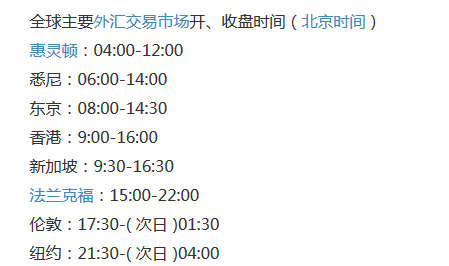 全球主要外汇交易市场开、收盘时间（北京时间）
惠灵顿：04:00-12:00
悉尼：06:00-14:00
东京：08:00-14:30
香港：9:00-16:00
新加坡：9:30-16:30
法兰克福：15:00-22:00
伦敦：17:30-( 次日 )01:30
纽约：21:30-( 次日 )04:00